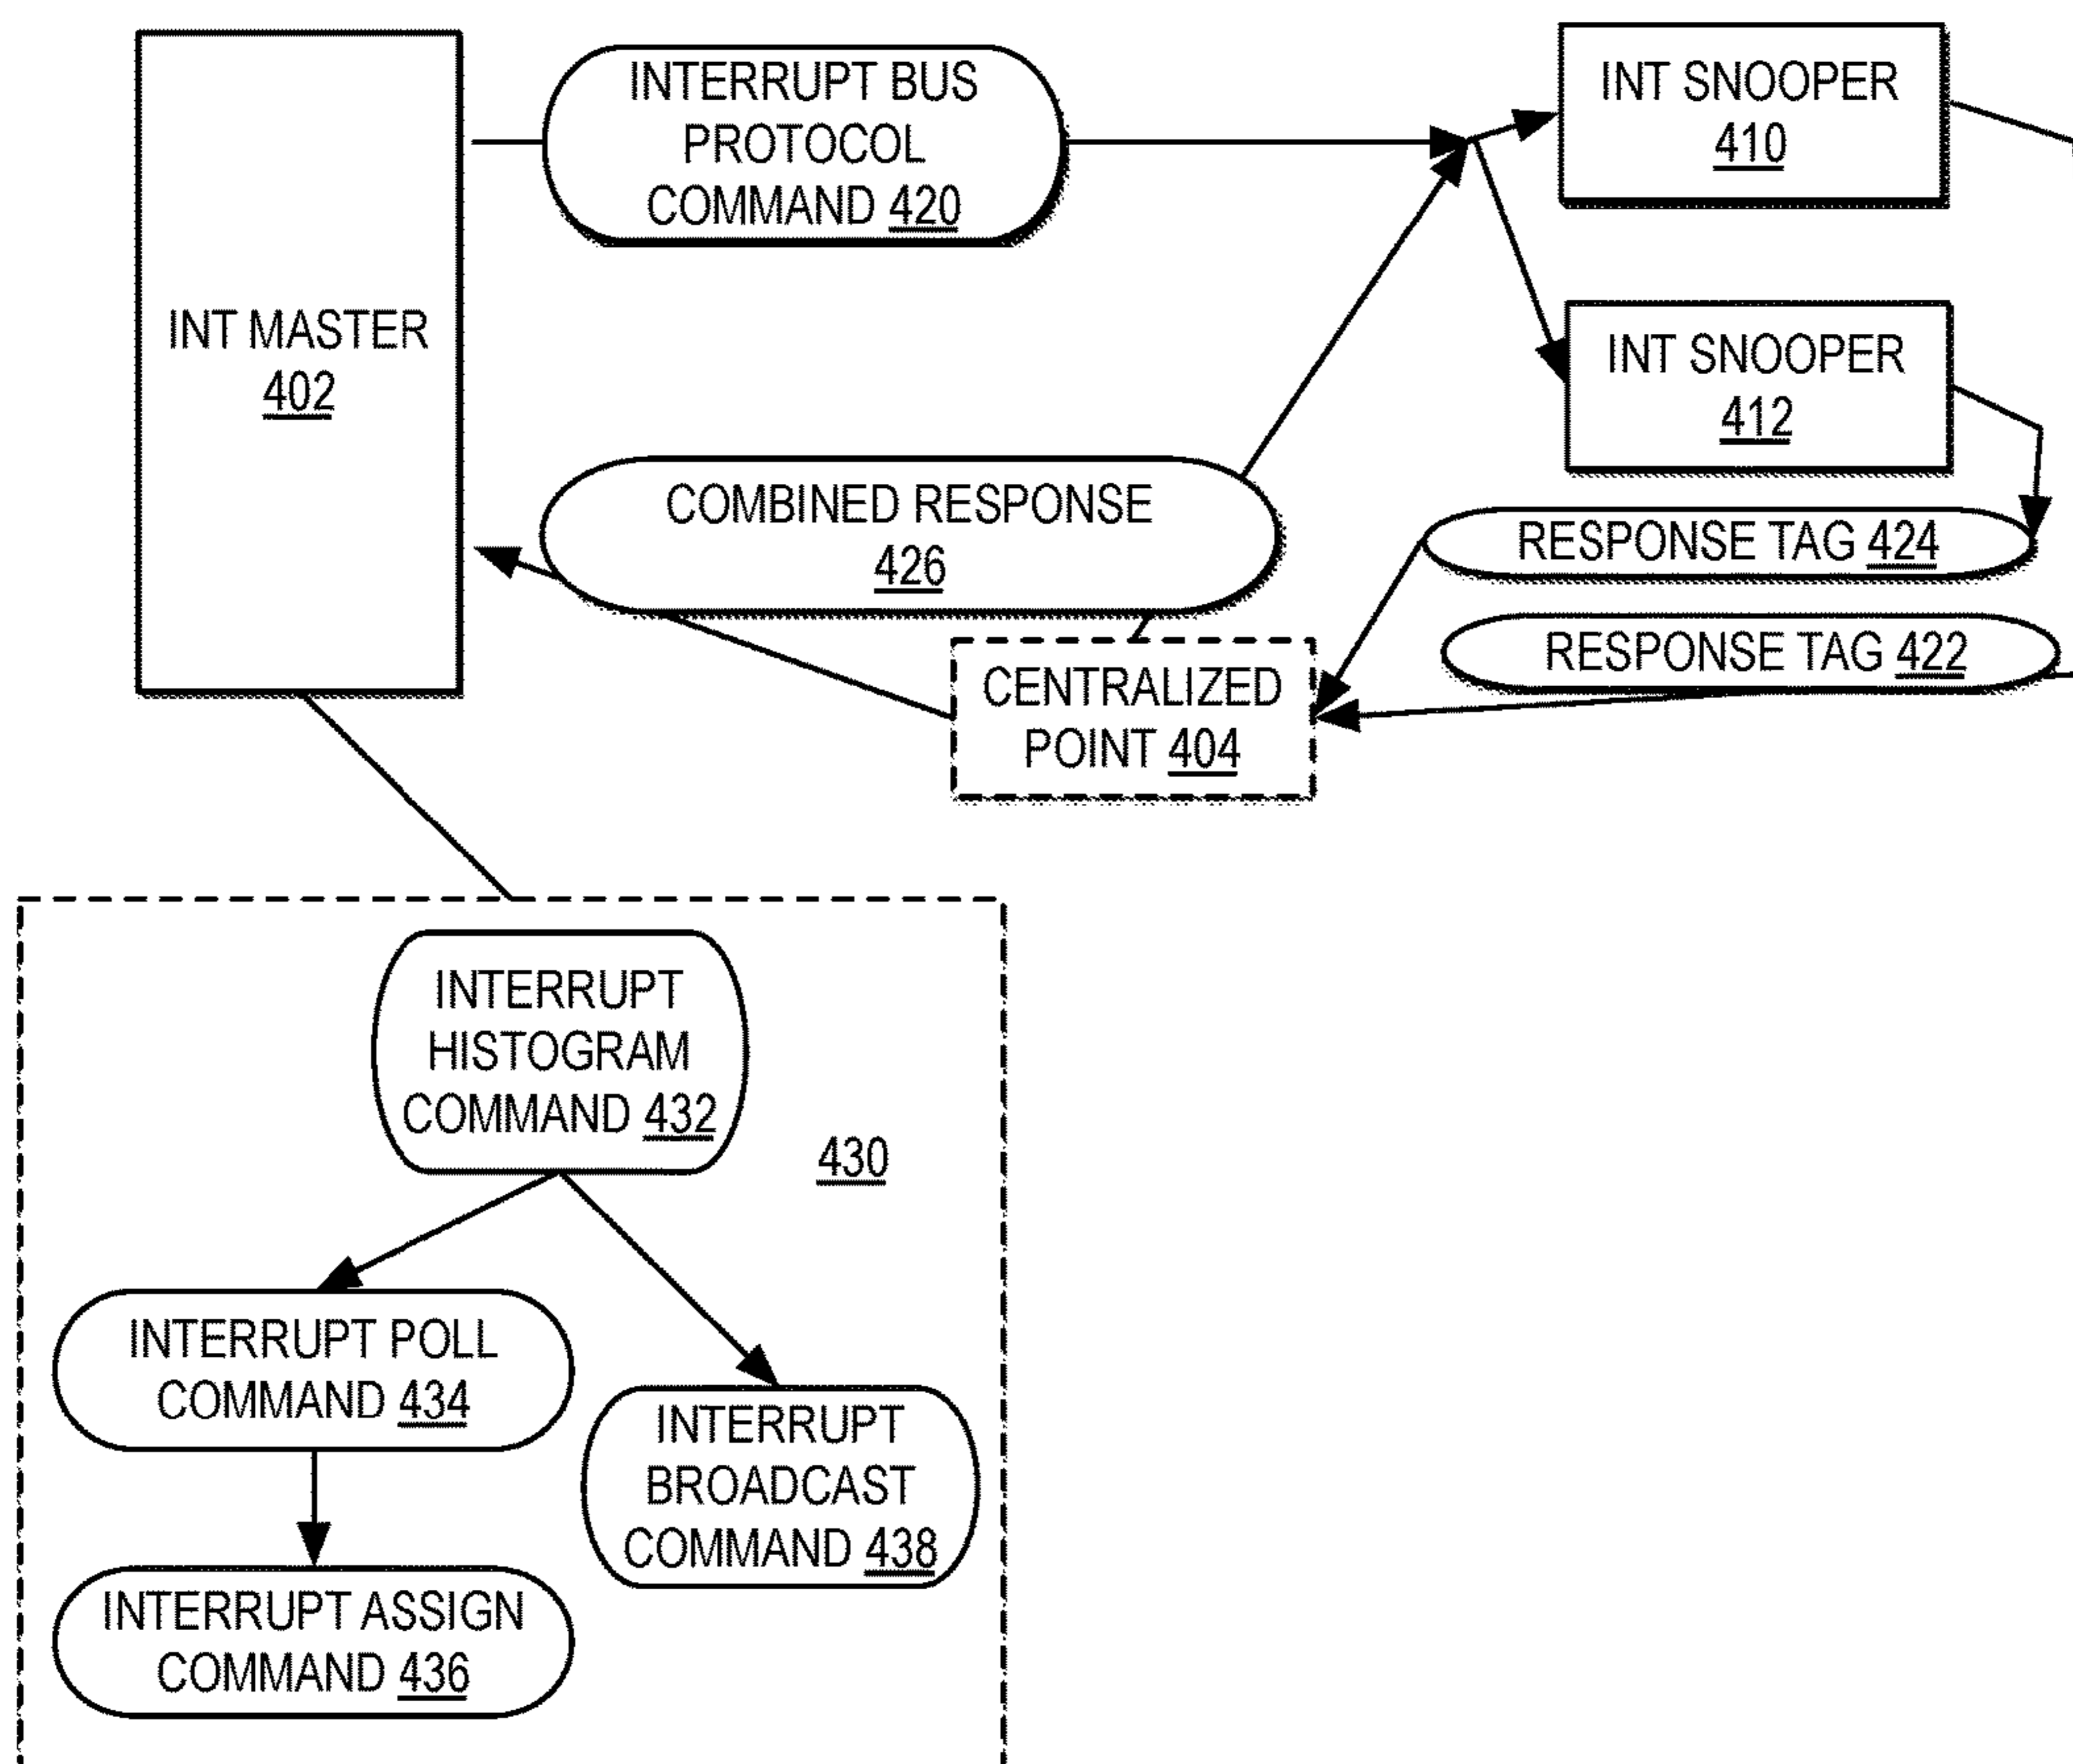 INT MASTER
402
INTERRUPT BUS
PROTOCOL
COMMAND 420
INT SNOOPER
410
INT SNOOPER
412
COMBINED RESPONSE
426
RESPONSE TAG 424
RESPONSE TAG 422
CENTRALIZED
POINT 404
INTERRUPT
HISTOGRAM
COMMAND 432
430
INTERRUPT POLL
COMMAND 434
INTERRUPT
BROADCAST
COMMAND 438
INTERRUPT ASSIGN
COMMAND 436